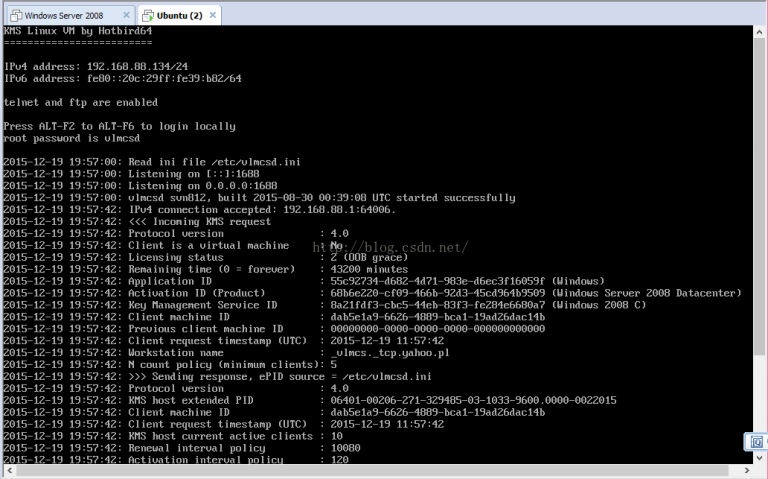 Windows Server 2008 × Ubuntu (2) ×
KMS Linux VM by Hotbird64
========================
IPv4 address: 192.168.88.134/24
IPv6 address: fe80::20c:29ff:fe39:b82/64
telnet and ftp are enabled
Press ALT-F2 to ALT-F6 to login locally
root password is vlmcsd
2015-12-19 19:57:00: Read ini file /etc/vlmcsd.ini
2015-12-19 19:57:00: Listening on [::]:1688
2015-12-19 19:57:00: Listening on 0.0.0.0:1688
2015-12-19 19:57:00: vlmcsd svn812, built 2015-08-30 00:39:08 UTC started successfully
2015-12-19 19:57:42: IPv4 connection accepted: 192.168.88.1:64006.
2015-12-19 19:57:42: <<< Incoming KMS request
2015-12-19 19:57:42: Protocol version : 4.0
2015-12-19 19:57:42: Client is a virtual machine : No
http://blog.csdn.net/
2015-12-19 19:57:42: Licensing status : 2 (OOB grace)
2015-12-19 19:57:42: Remaining time (0 = forever) : 43200 minutes
2015-12-19 19:57:42: Application ID : 55c92734-d682-4d71-983e-d6ec3f16059f (Windows)
2015-12-19 19:57:42: Activation ID (Product) : 68b6e220-cf09-466b-92d3-45cd964b9509 (Windows Server 2008 Datacenter)
2015-12-19 19:57:42: Key Management Service ID : 8a21fdf3-cbc5-44eb-83f3-fe284e6680a7 (Windows 2008 C)
2015-12-19 19:57:42: Client machine ID : dab5e1a9-6626-4889-bca1-19ad26dac14b
2015-12-19 19:57:42: Previous client machine ID : 00000000-0000-0000-0000-000000000000
2015-12-19 19:57:42: Client request timestamp (UTC) : 2015-12-19 11:57:42
2015-12-19 19:57:42: Workstation name : _vlmcs._tcp.yahoo.pl
2015-12-19 19:57:42: N count policy (minimum clients): 5
2015-12-19 19:57:42: >>> Sending response, ePID source = /etc/vlmcsd.ini
2015-12-19 19:57:42: Protocol version : 4.0
2015-12-19 19:57:42: KMS host extended PID : 06401-00206-271-329485-03-1033-9600.0000-0022015
2015-12-19 19:57:42: Client machine ID : dab5e1a9-6626-4889-bca1-19ad26dac14b
2015-12-19 19:57:42: Client request timestamp (UTC) : 2015-12-19 11:57:42
2015-12-19 19:57:42: KMS host current active clients : 10
2015-12-19 19:57:42: Renewal interval policy : 10080
2015-12-19 19:57:42: Activation interval policy : 120